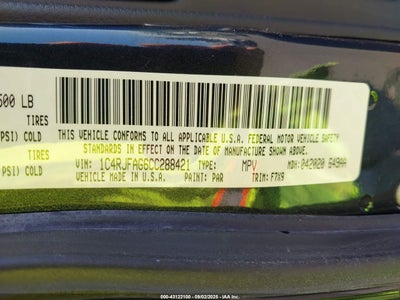 500 LB
TIRES
PSI) COLD
THIS VEHICLE CONFORMS TO ALL APPLICABLE U.S.A. FEDERAL MOTOR VEHICLE SAFETY
TIRES
STANDARDS IN EFFECT ON THE DATE OF MANUFACTURE SHOWN ABOVE.
PSI) COLD
VIN: 1C4RJFAG6CC288421 TYPE: MPV MDH: 042020 649AA
VEHICLE MADE IN U.S.A. PAINT: PAR TRIM: F7X9
000-43122100 - 09/02/2025 - IAA Inc.